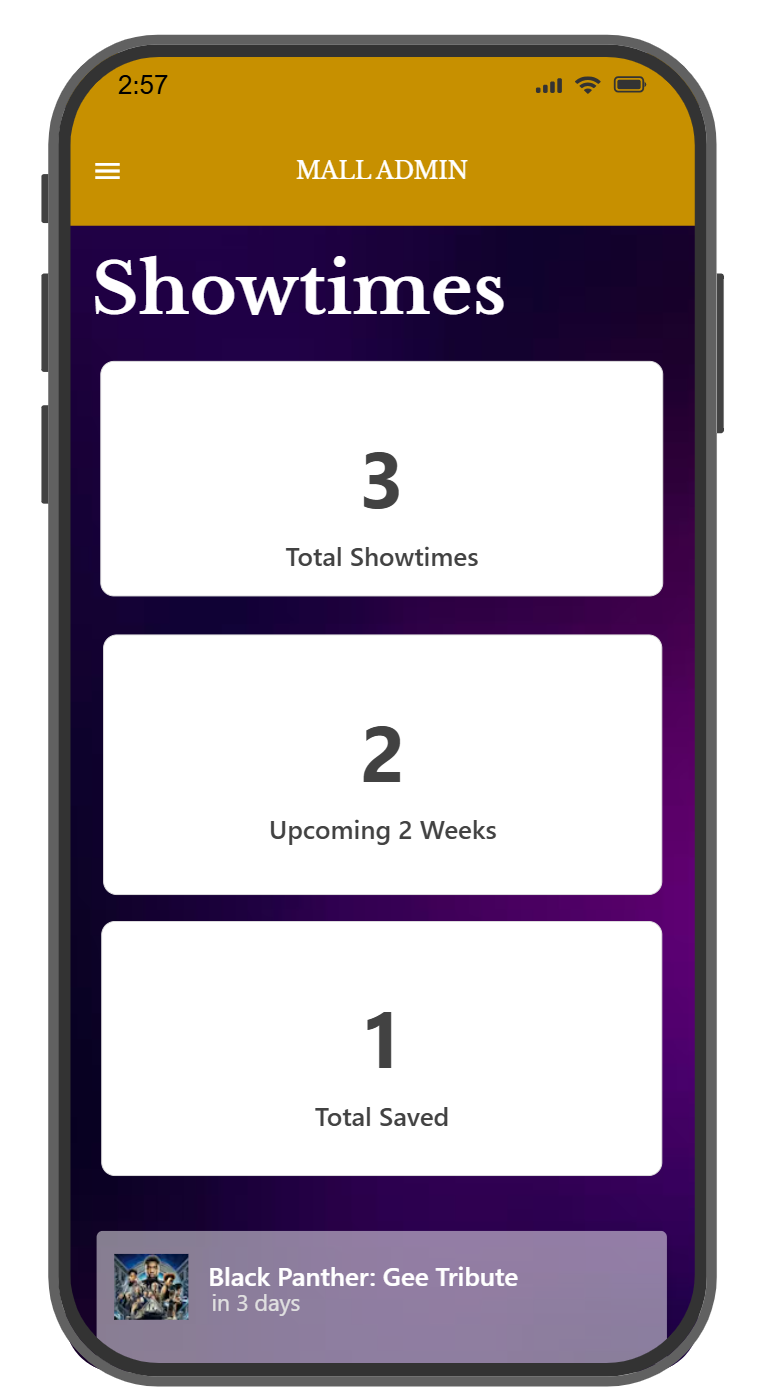 2:57
MALL ADMIN
Showtimes
3
Total Showtimes
2
Upcoming 2 Weeks
1
Total Saved
Black Panther: Gee Tribute
in 3 days